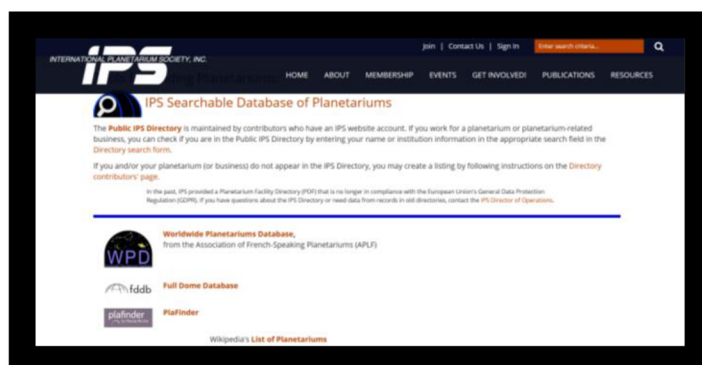 Join | Contact Us | Sign In
Enter search criteria...
INTERNATIONAL PLANETARIUM SOCIETY, INC.
IPS
HOME ABOUT MEMBERSHIP EVENTS GET INVOLVED! PUBLICATIONS RESOURCES
IPS Searchable Database of Planetariums
The Public IPS Directory is maintained by contributors who have an IPS website account. If you work for a planetarium or planetarium-related
business, you can check if you are in the Public IPS Directory by entering your name or institution information in the appropriate search field in the
Directory search form.
If you and/or your planetarium (or business) do not appear in the IPS Directory, you may create a listing by following instructions on the Directory
contributors' page.
In the past, IPS provided a Planetarium Facility Directory (PDF) that is no longer in compliance with the European Union's General Data Protection
Regulation (GDPR). If you have questions about the IPS Directory or need data from records in old directories, contact the IPS Director of Operations.
WPD
Worldwide Planetariums Database,
from the Association of French-Speaking Planetariums (APLF)
fddb
Full Dome Database
plafinder
PlaFinder
Wikipedia's List of Planetariums